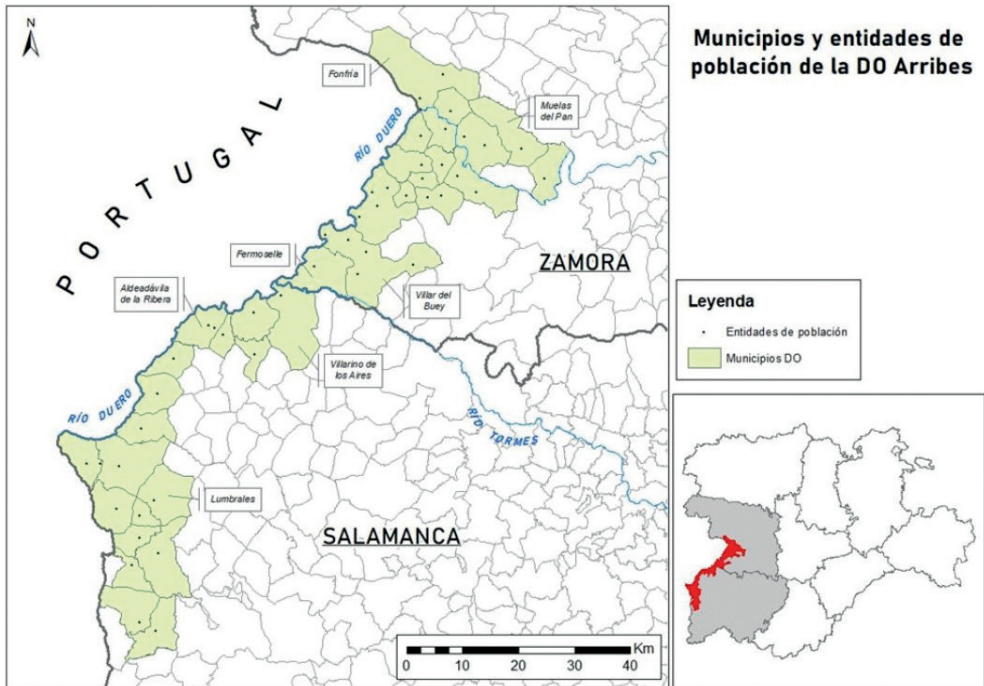 Municipios y entidades de
población de la DO Arribes
N
Fonfría
Muelas
del Pan
RÍO DUERO
PORTUGAL
Fermoselle
ZAMORA
Aldeadávila
de la Ribera
Villar del
Buey
Villarino de
los Aires
RÍO DUERO
RÍO TORMES
Lumbrales
SALAMANCA
Leyenda
Entidades de población
Municipios DO
Km
0 10 20 30 40